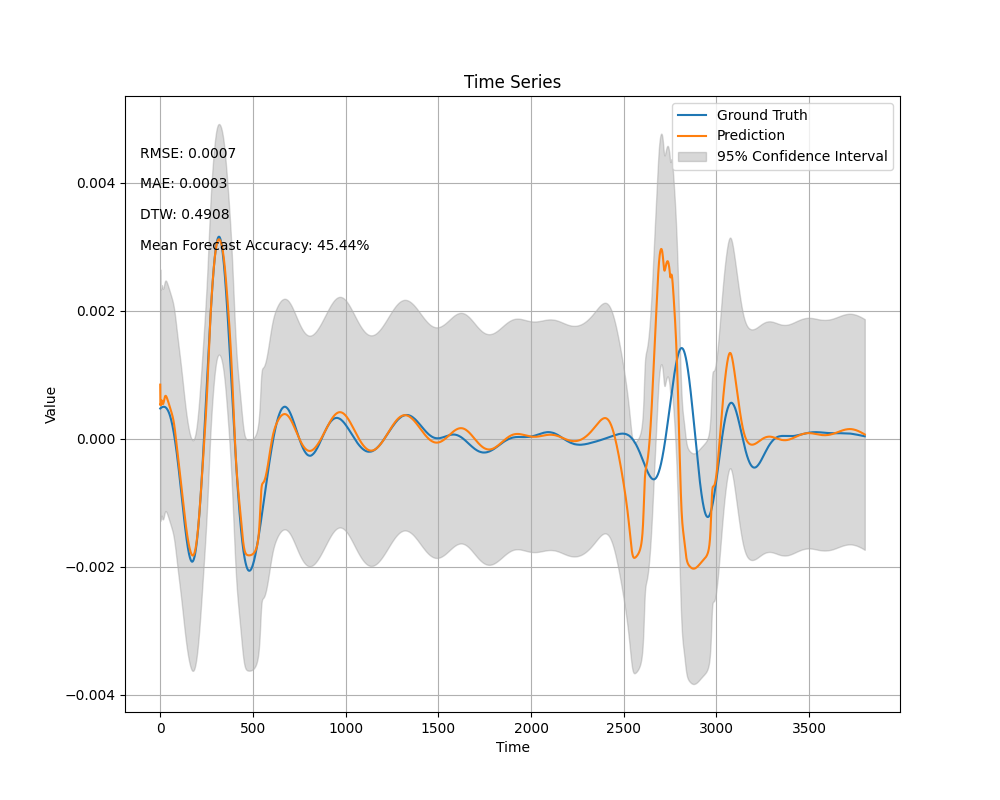 Time Series
Ground Truth
Prediction
95% Confidence Interval
RMSE: 0.0007
MAE: 0.0003
DTW: 0.4908
Mean Forecast Accuracy: 45.44%
Value
0.004
0.002
0.000
−0.002
−0.004
0 500 1000 1500 2000 2500 3000 3500
Time